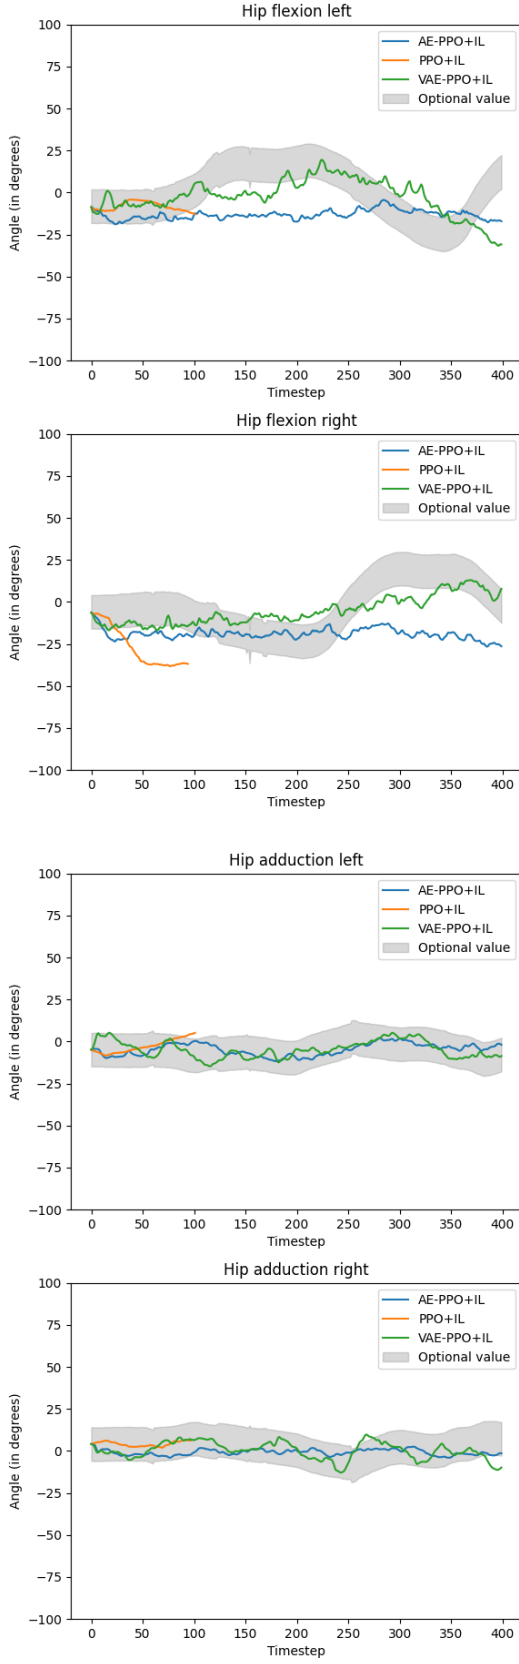 Hip flexion left
100
75
50
25
0
−25
−50
−75
−100
Angle (in degrees)
AE-PPO+IL
PPO+IL
VAE-PPO+IL
Optional value
0 50 100 150 200 250 300 350 400
Timestep
Hip flexion right
100
75
50
25
0
−25
−50
−75
−100
Angle (in degrees)
AE-PPO+IL
PPO+IL
VAE-PPO+IL
Optional value
0 50 100 150 200 250 300 350 400
Timestep
Hip adduction left
100
75
50
25
0
−25
−50
−75
−100
Angle (in degrees)
AE-PPO+IL
PPO+IL
VAE-PPO+IL
Optional value
0 50 100 150 200 250 300 350 400
Timestep
Hip adduction right
100
75
50
25
0
−25
−50
−75
−100
Angle (in degrees)
AE-PPO+IL
PPO+IL
VAE-PPO+IL
Optional value
0 50 100 150 200 250 300 350 400
Timestep